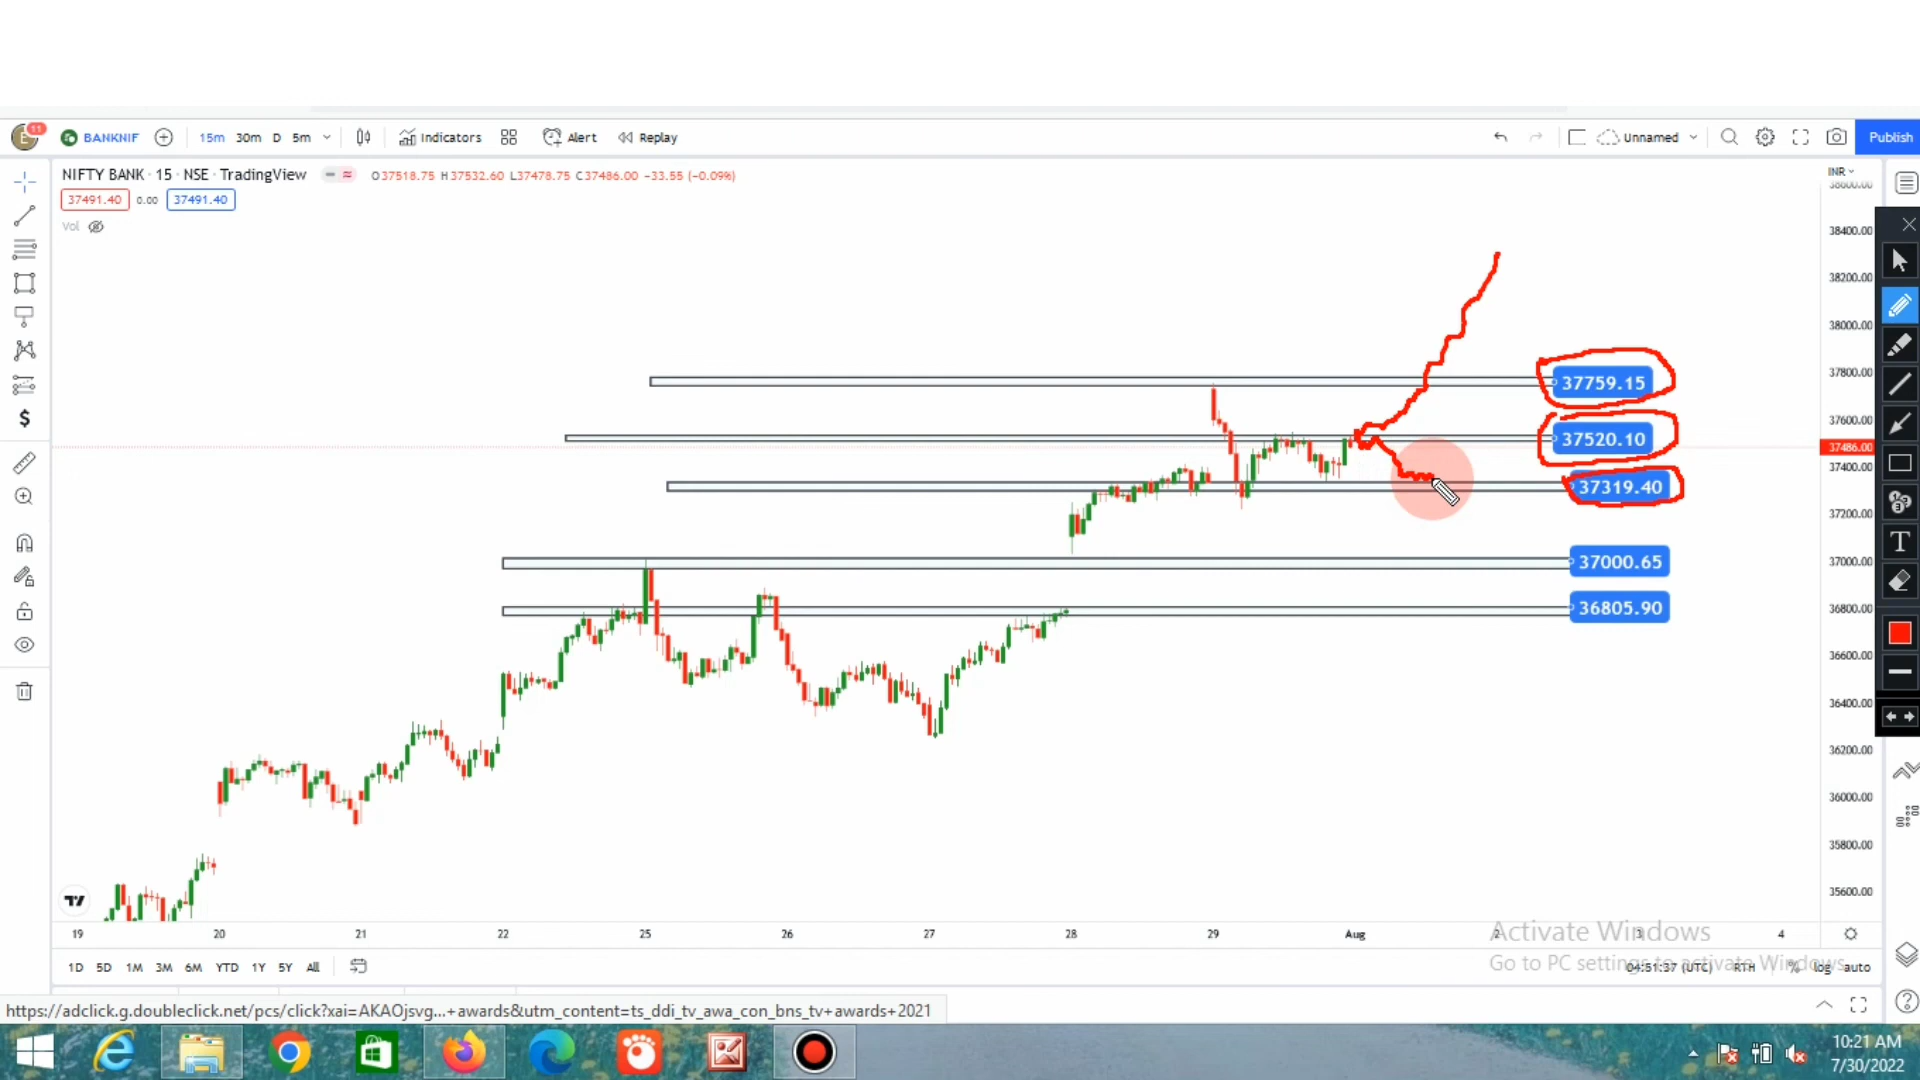 11 BANKNIF 15m 30m D 5m Indicators Alert Replay Unnamed Publish
NIFTY BANK · 15 · NSE · TradingView O37518.75 H37532.60 L37478.75 C37486.00 −33.55 (−0.09%)
INR
37491.40 0.00 37491.40
Vol
38600.00
38400.00
38200.00
38000.00
37800.00
37759.15
37600.00
37520.10
37486.00
37400.00
37319.40
37200.00
37000.65
37000.00
36805.90
36800.00
36600.00
36400.00
36200.00
36000.00
35800.00
35600.00
19 20 21 22 25 26 27 28 29 Aug 2 3 4
Activate Windows
Go to PC settings to activate Windows.
1D 5D 1M 3M 6M YTD 1Y 5Y All 04:51:37 (UTC) RTH % log auto
https://adclick.g.doubleclick.net/pcs/click?xai=AKAOjsvg...+awards&utm_content=ts_ddi_tv_awa_con_bns_tv+awards+2021
10:21 AM
7/30/2022